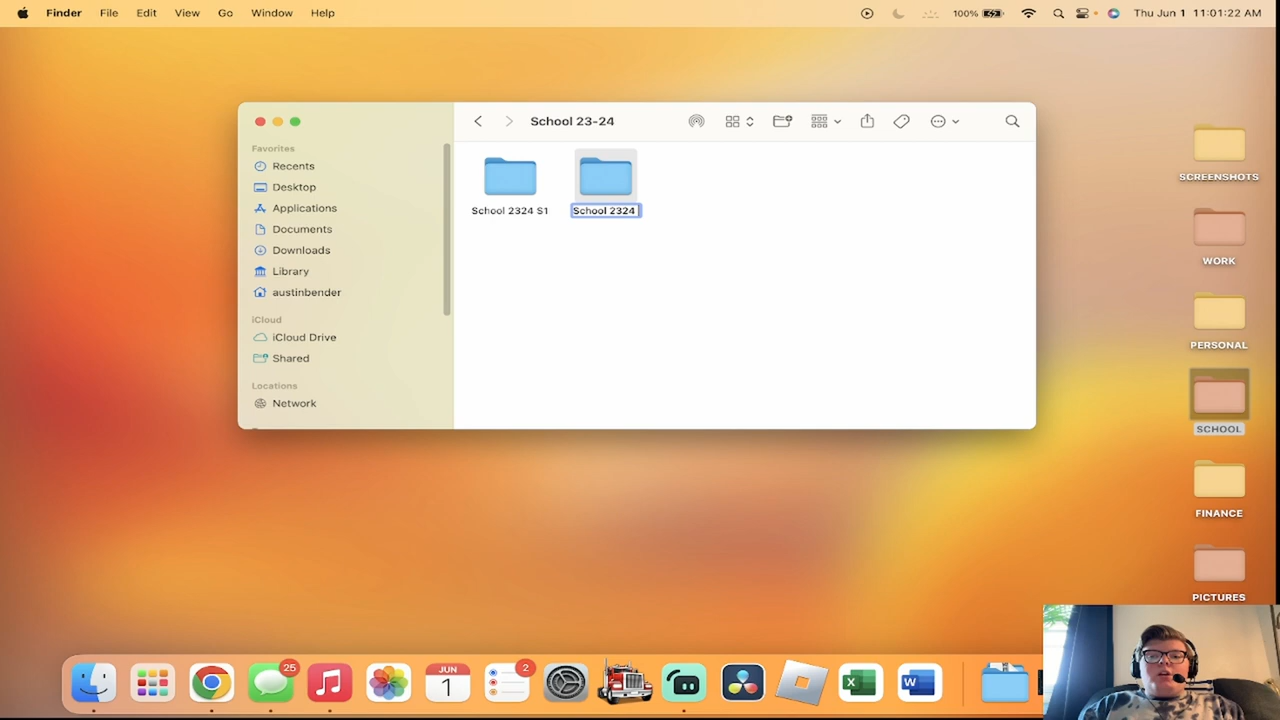 Finder File Edit View Go Window Help 100% Thu Jun 1 11:01:22 AM
School 23-24
Favorites
Recents
Desktop
Applications
Documents
Downloads
Library
austinbender
iCloud
iCloud Drive
Shared
Locations
Network
School 2324 S1
School 2324
SCREENSHOTS
WORK
PERSONAL
SCHOOL
FINANCE
PICTURES
25
JUN
1
2
X
W